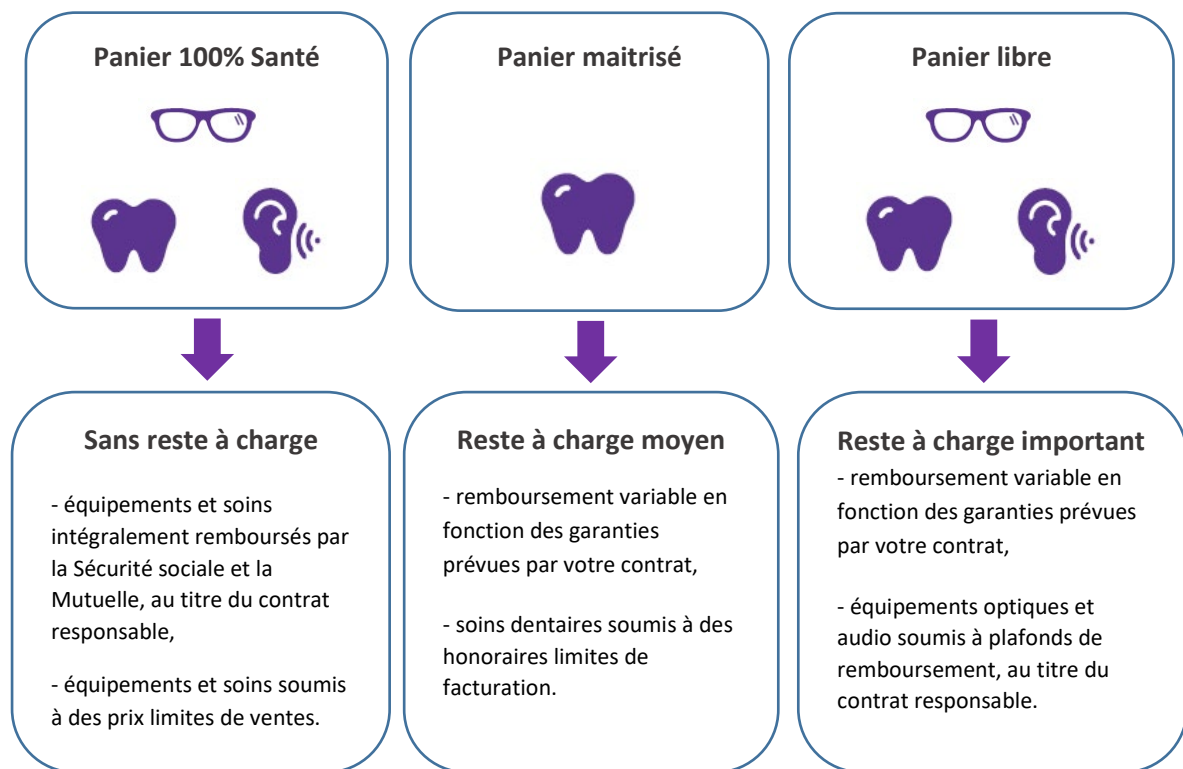 Panier 100% Santé
Panier maitrisé
Panier libre
Sans reste à charge
- équipements et soins
intégralement remboursés par
la Sécurité sociale et la
Mutuelle, au titre du contrat
responsable,
- équipements et soins soumis
à des prix limites de ventes.
Reste à charge moyen
- remboursement variable en
fonction des garanties
prévues par votre contrat,
- soins dentaires soumis à des
honoraires limites de
facturation.
Reste à charge important
- remboursement variable en
fonction des garanties prévues
par votre contrat,
- équipements optiques et
audio soumis à plafonds de
remboursement, au titre du
contrat responsable.